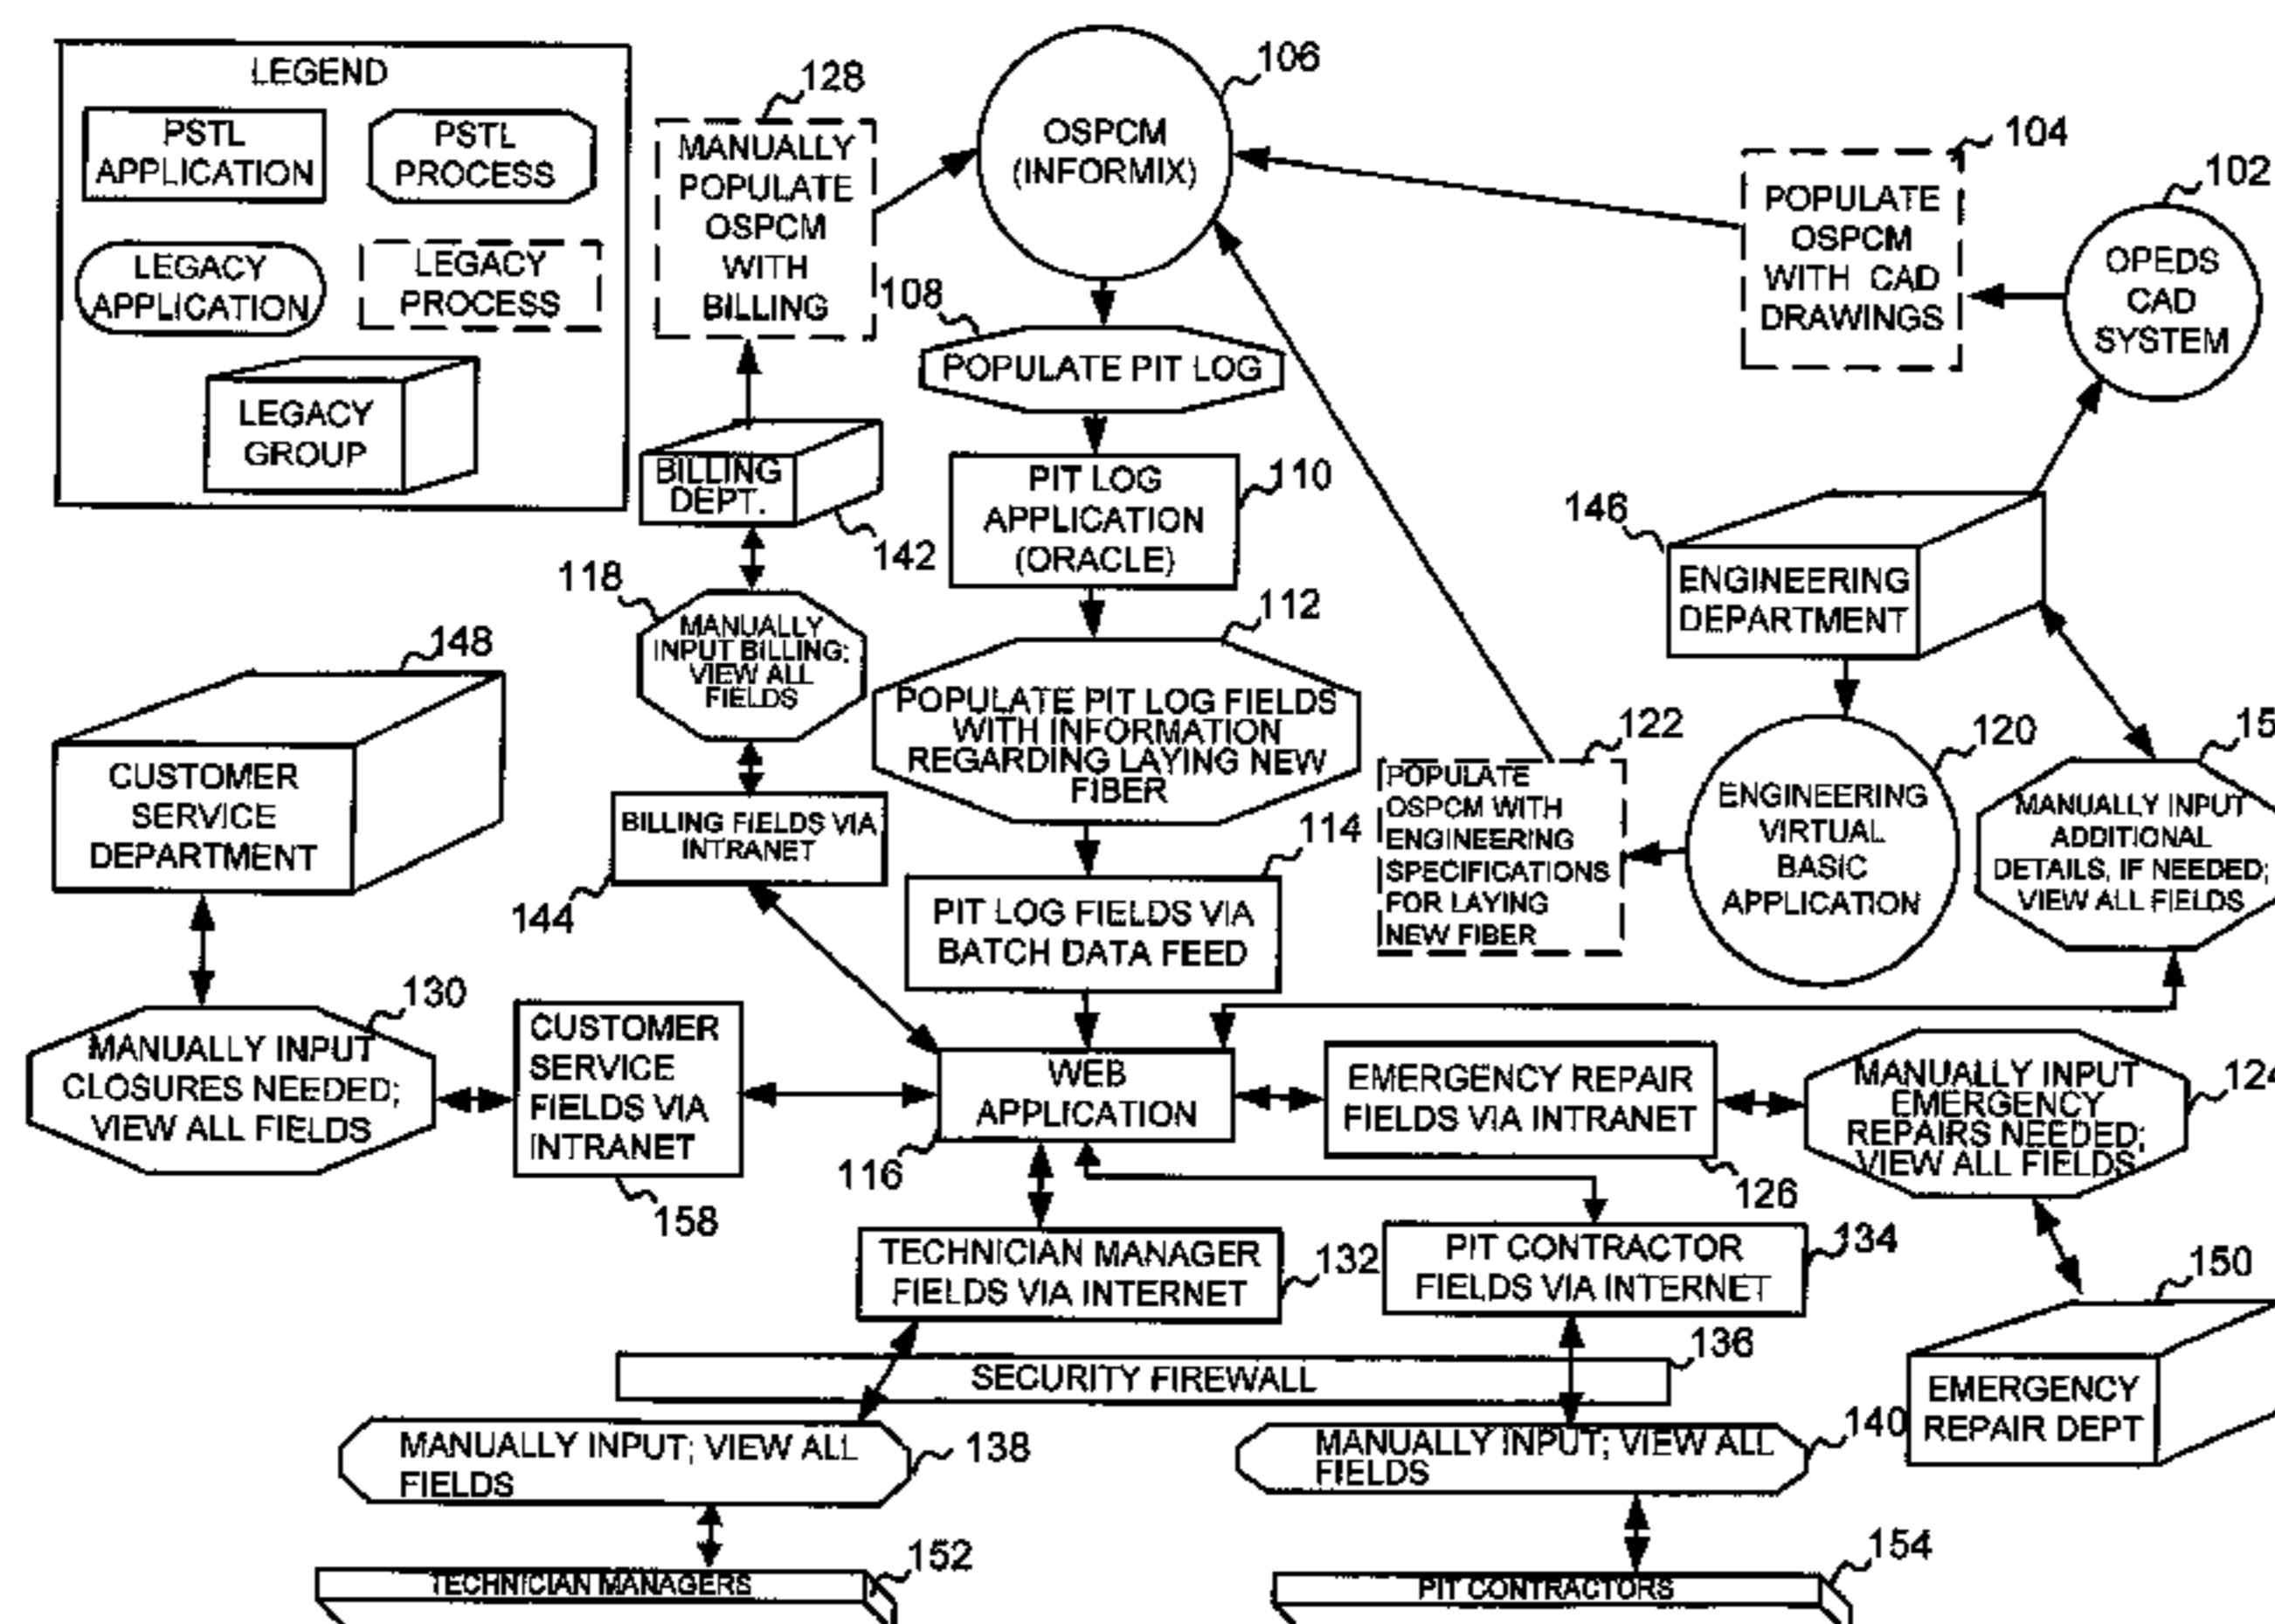 LEGEND
PSTL
APPLICATION
PSTL
PROCESS
LEGACY
APPLICATION
LEGACY
PROCESS
LEGACY
GROUP
128
MANUALLY
POPULATE
OSPCM
WITH
BILLING
106
OSPCM
(INFORMIX)
104
POPULATE
OSPCM
WITH CAD
DRAWINGS
102
OPEDS
CAD
SYSTEM
108
POPULATE PIT LOG
BILLING
DEPT.
142
110
PIT LOG
APPLICATION
(ORACLE)
146
ENGINEERING
DEPARTMENT
118
MANUALLY
INPUT BILLING;
VIEW ALL
FIELDS
112
POPULATE PIT LOG FIELDS
WITH INFORMATION
REGARDING LAYING NEW
FIBER
148
CUSTOMER
SERVICE
DEPARTMENT
BILLING FIELDS VIA
INTRANET
144
114
PIT LOG FIELDS VIA
BATCH DATA FEED
122
POPULATE
OSPCM WITH
ENGINEERING
SPECIFICATIONS
FOR LAYING
NEW FIBER
120
ENGINEERING
VIRTUAL
BASIC
APPLICATION
15
MANUALLY INPUT
ADDITIONAL
DETAILS, IF NEEDED;
VIEW ALL FIELDS
130
MANUALLY INPUT
CLOSURES NEEDED;
VIEW ALL FIELDS
CUSTOMER
SERVICE
FIELDS VIA
INTRANET
158
WEB
APPLICATION
116
EMERGENCY REPAIR
FIELDS VIA INTRANET
126
MANUALLY INPUT
EMERGENCY
REPAIRS NEEDED;
VIEW ALL FIELDS
124
TECHNICIAN MANAGER
FIELDS VIA INTERNET
132
PIT CONTRACTOR
FIELDS VIA INTERNET
134
150
EMERGENCY
REPAIR DEPT
SECURITY FIREWALL
136
MANUALLY INPUT; VIEW ALL
FIELDS
138
MANUALLY INPUT; VIEW ALL
FIELDS
140
TECHNICIAN MANAGERS
152
PIT CONTRACTORS
154